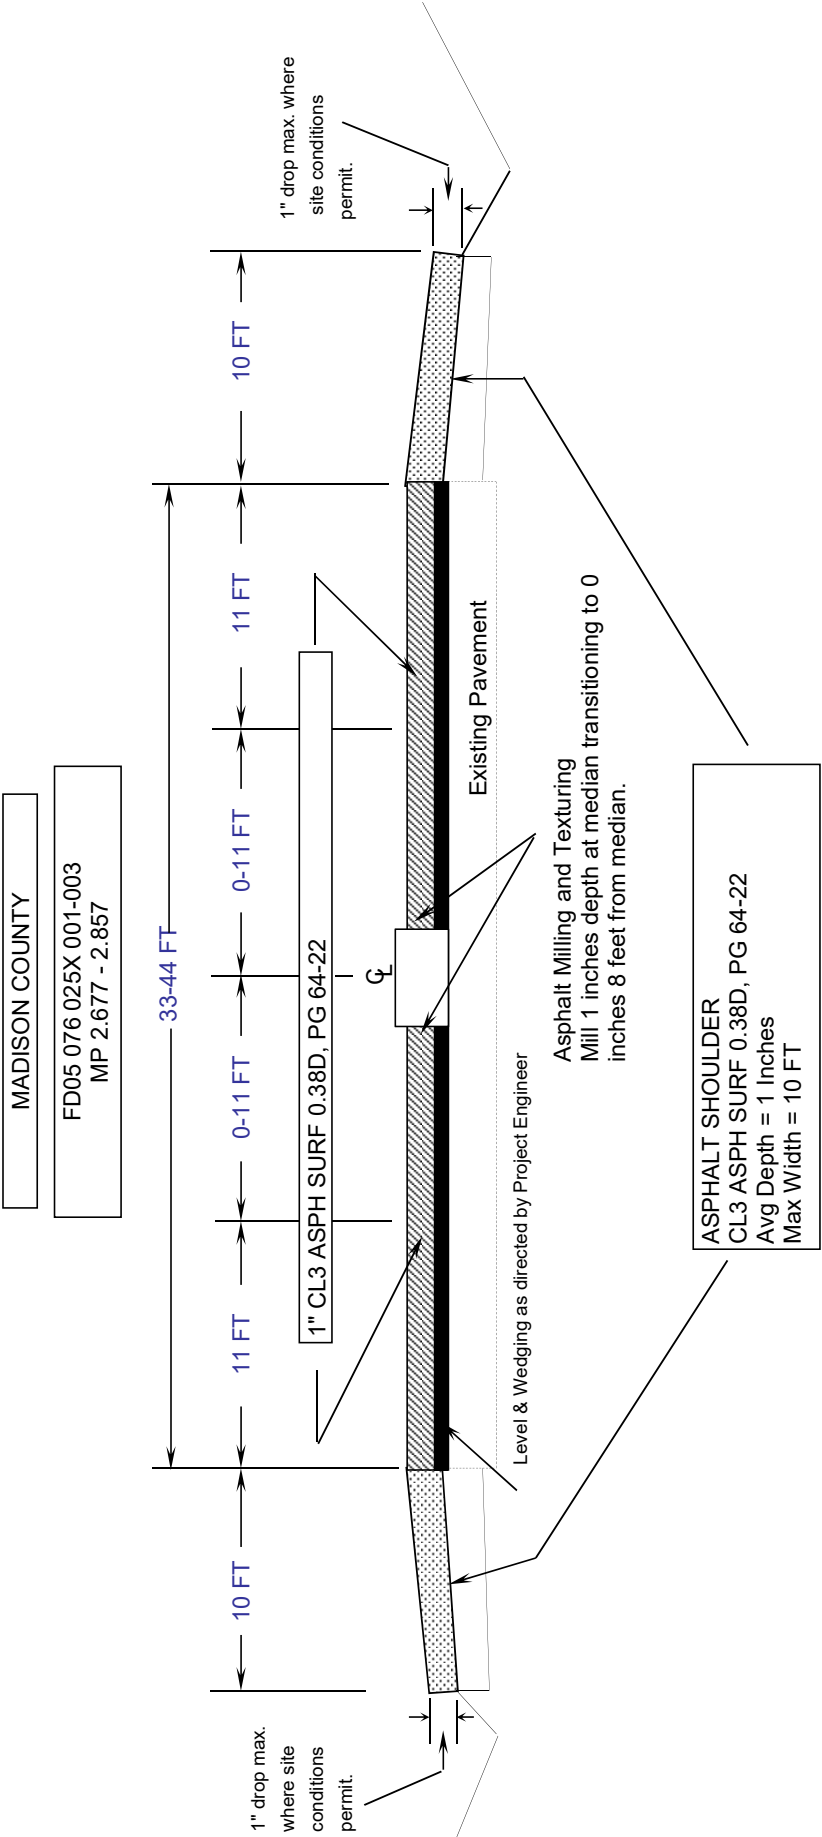 MADISON COUNTY
FD05 076 025X 001-003
MP 2.677 - 2.857
33-44 FT
10 FT
11 FT
0-11 FT
0-11 FT
11 FT
10 FT
1" CL3 ASPH SURF 0.38D, PG 64-22
1" drop max.
where site
conditions
permit.
1" drop max. where
site conditions
permit.
CL
Existing Pavement
Level & Wedging as directed by Project Engineer
Asphalt Milling and Texturing
Mill 1 inches depth at median transitioning to 0
inches 8 feet from median.
ASPHALT SHOULDER
CL3 ASPH SURF 0.38D, PG 64-22
Avg Depth = 1 Inches
Max Width = 10 FT